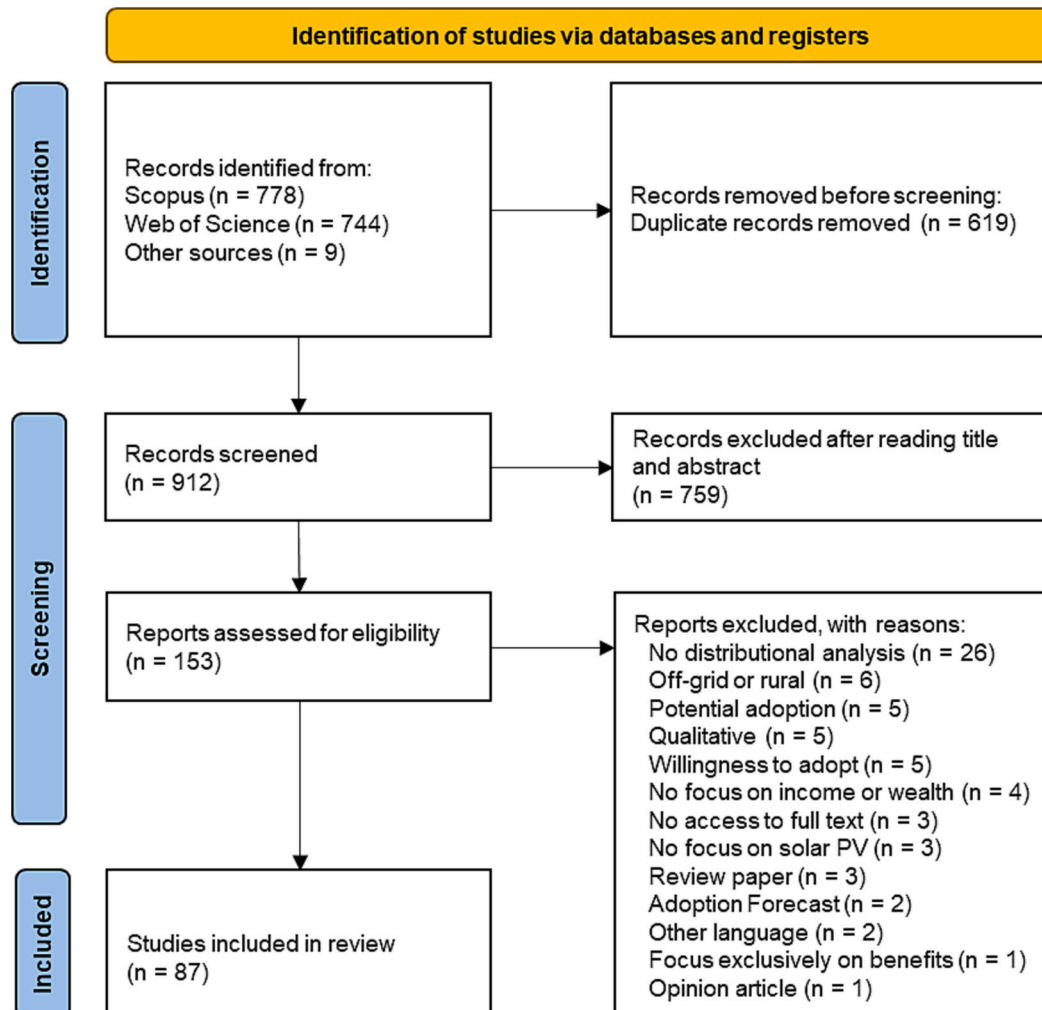 Identification of studies via databases and registers
Identification
Records identified from:
Scopus (n = 778)
Web of Science (n = 744)
Other sources (n = 9)
Records removed before screening:
Duplicate records removed (n = 619)
Screening
Records screened
(n = 912)
Records excluded after reading title
and abstract
(n = 759)
Reports assessed for eligibility
(n = 153)
Reports excluded, with reasons:
No distributional analysis (n = 26)
Off-grid or rural (n = 6)
Potential adoption (n = 5)
Qualitative (n = 5)
Willingness to adopt (n = 5)
No focus on income or wealth (n = 4)
No access to full text (n = 3)
No focus on solar PV (n = 3)
Review paper (n = 3)
Adoption Forecast (n = 2)
Other language (n = 2)
Focus exclusively on benefits (n = 1)
Opinion article (n = 1)
Included
Studies included in review
(n = 87)